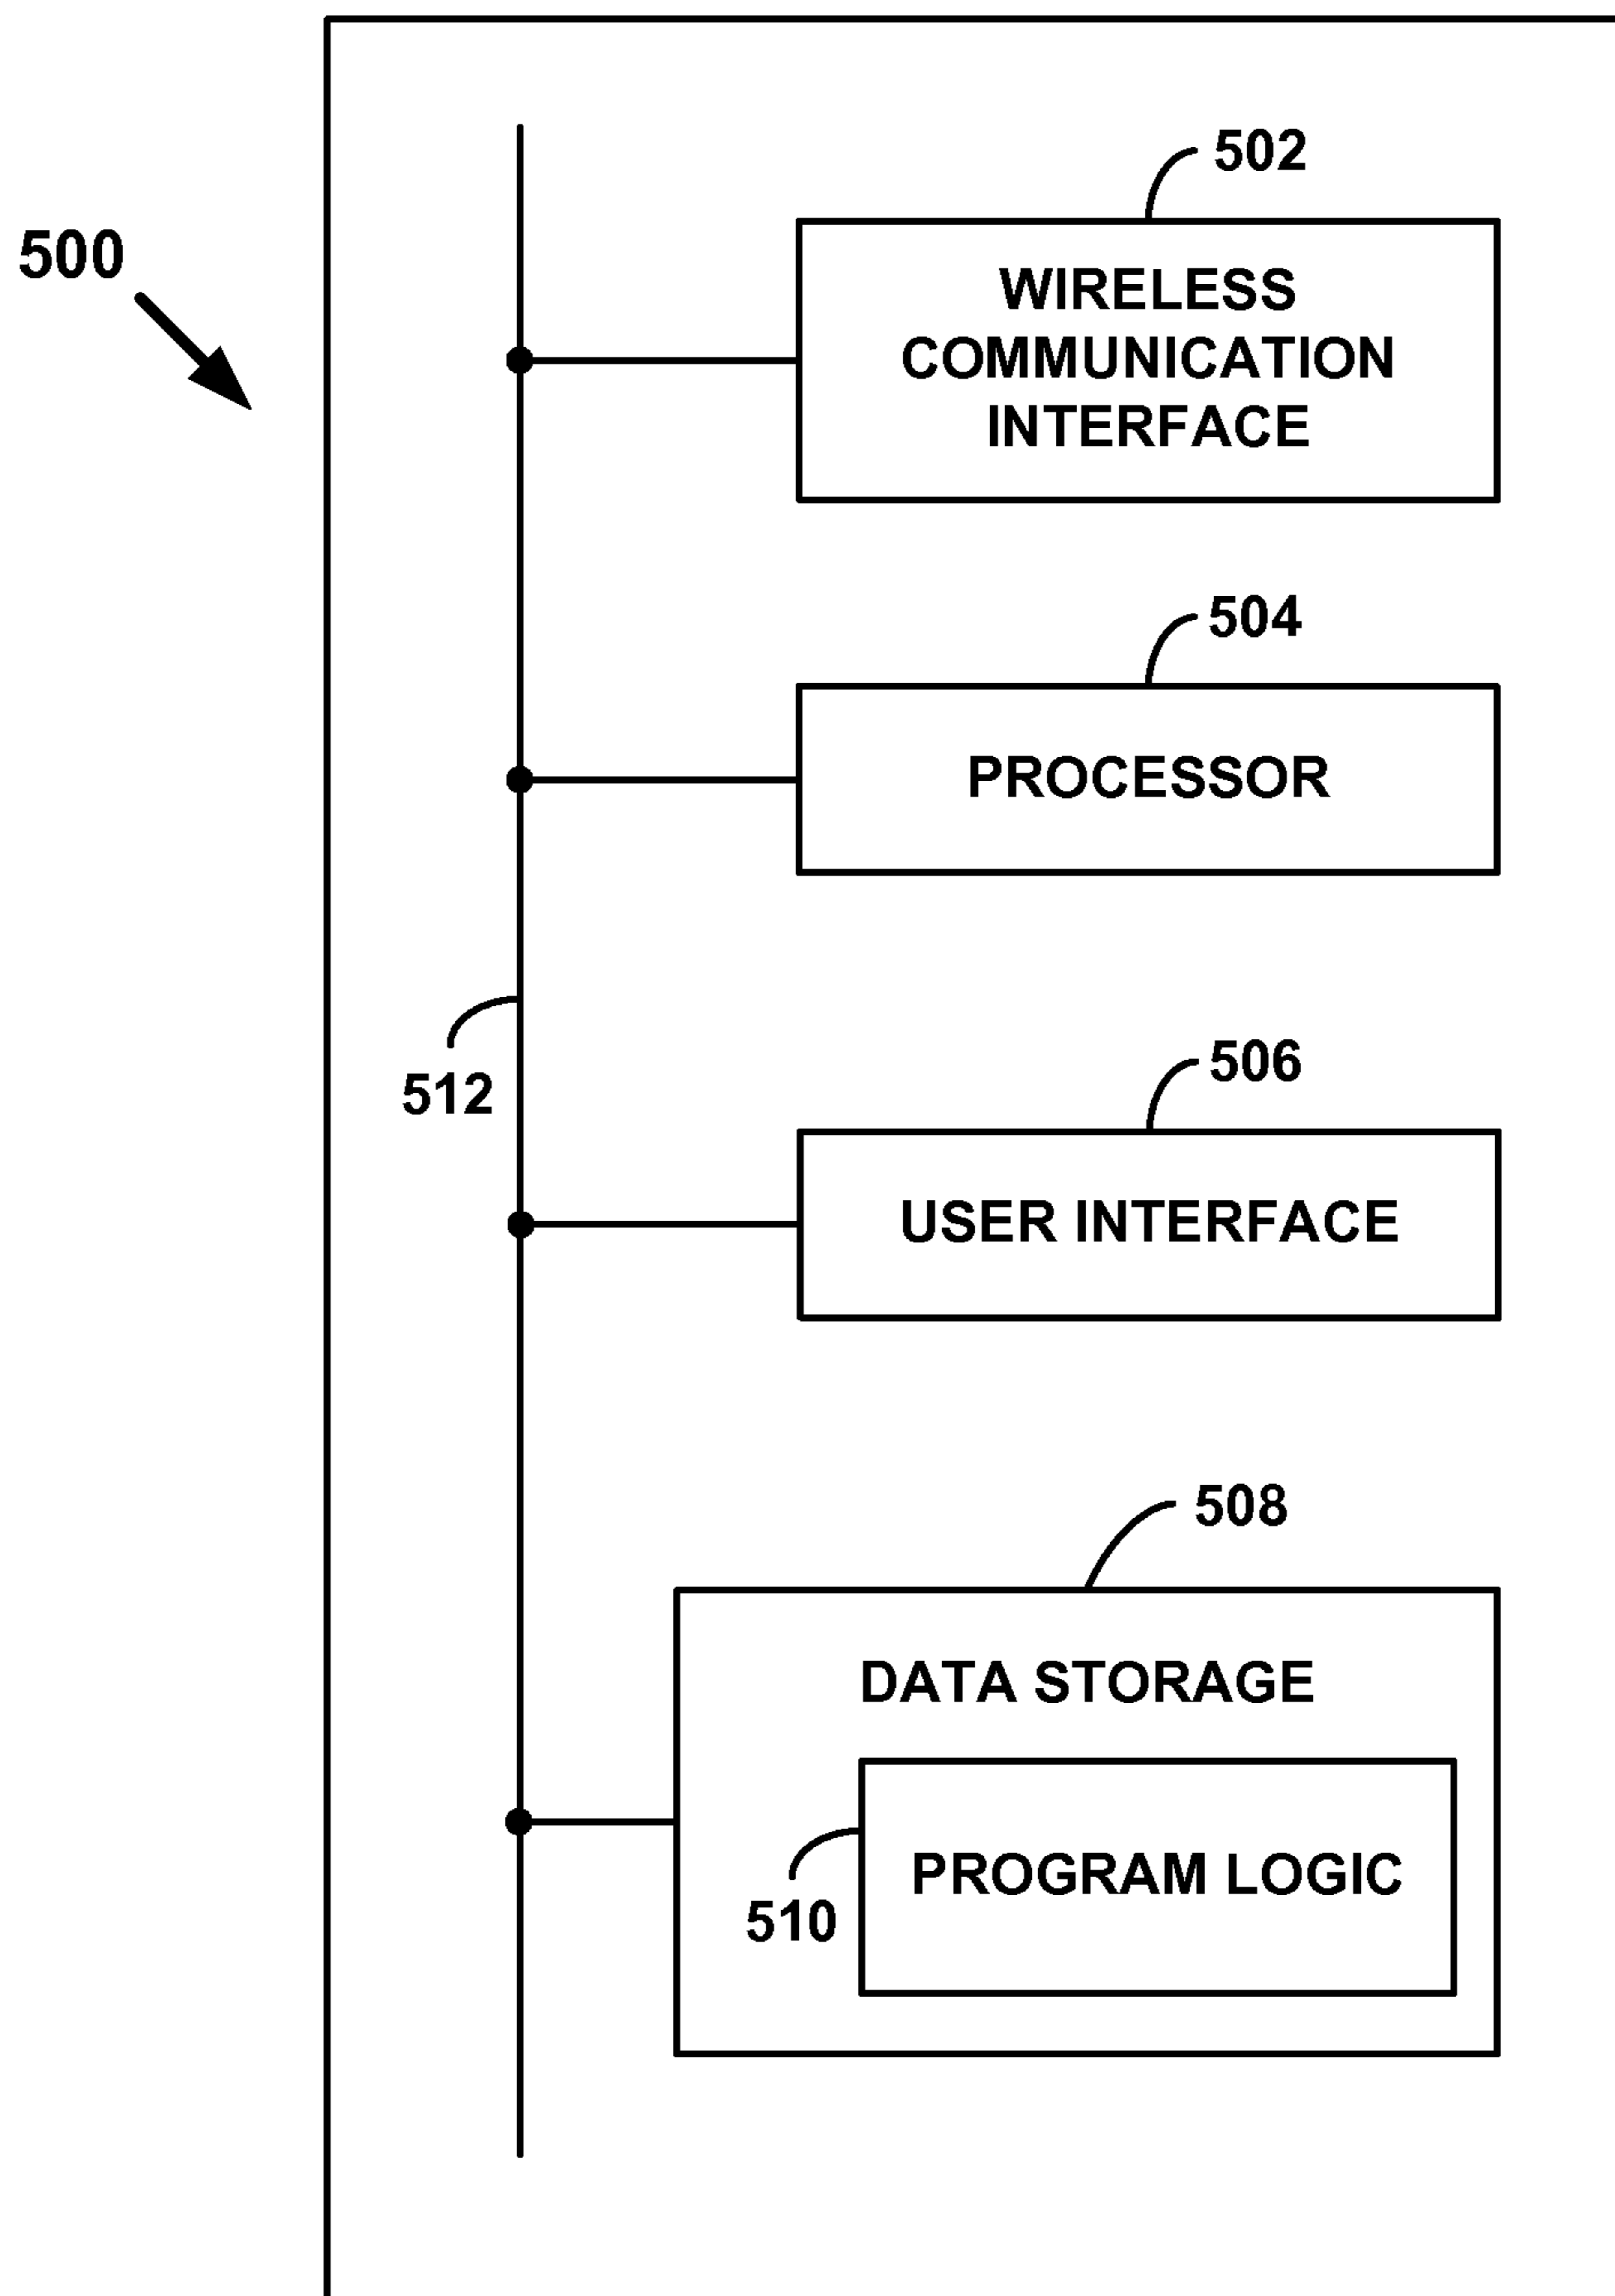 502
500
WIRELESS
COMMUNICATION
INTERFACE
504
PROCESSOR
506
512
USER INTERFACE
508
DATA STORAGE
PROGRAM LOGIC
510